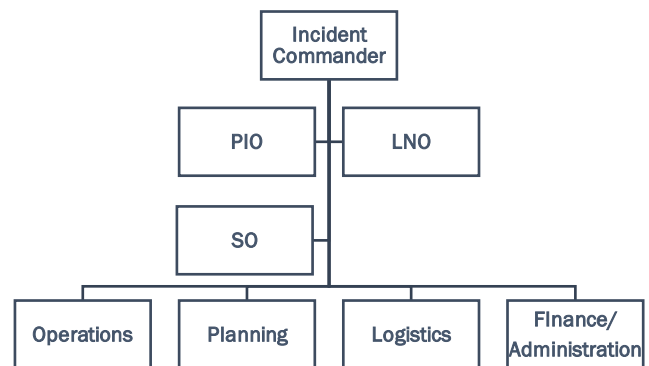 Incident
Commander
PIO
LNO
SO
Operations
Planning
Logistics
FInance/
Administration